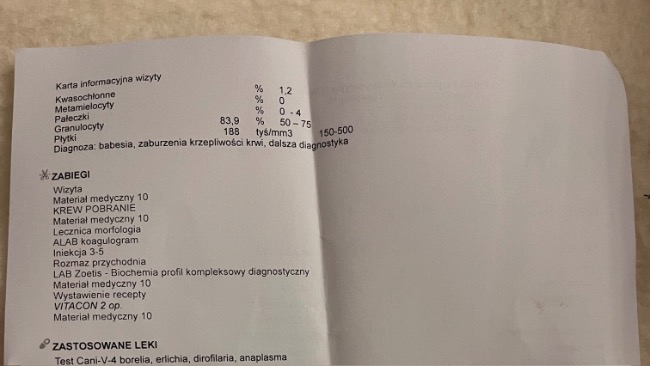 Karta informacyjna wizyty
Kwasochłonne % 1,2
Metamielocyty % 0
Pałeczki % 0 - 4
Granulocyty 83,9 % 50 – 75
Płytki 188 tyś/mm3 150-500
Diagnoza: babesia, zaburzenia krzepliwości krwi, dalsza diagnostyka
ZABIEGI
Wizyta
Materiał medyczny 10
KREW POBRANIE
Materiał medyczny 10
Lecznica morfologia
ALAB koagulogram
Iniekcja 3-5
Rozmaz przychodnia
LAB Zoetis - Biochemia profil kompleksowy diagnostyczny
Materiał medyczny 10
Wystawienie recepty
VITACON 2 op.
Materiał medyczny 10
ZASTOSOWANE LEKI
Test Cani-V-4 borelia, erlichia, dirofilaria, anaplasma